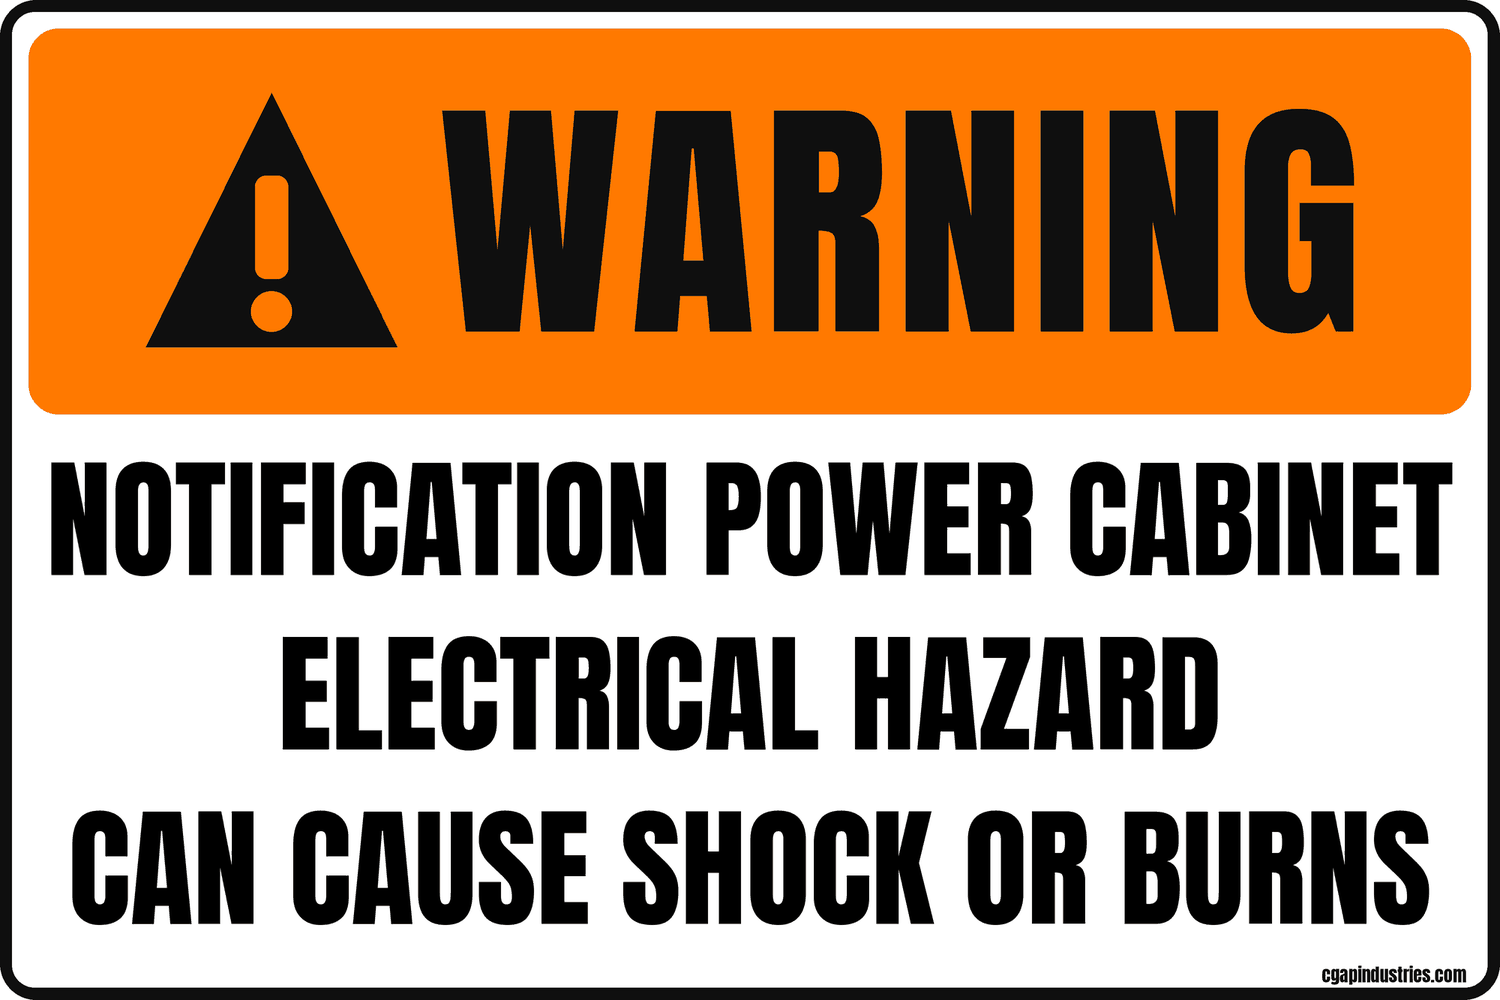 WARNING
NOTIFICATION POWER CABINET
ELECTRICAL HAZARD
CAN CAUSE SHOCK OR BURNS
cgapindustries.com